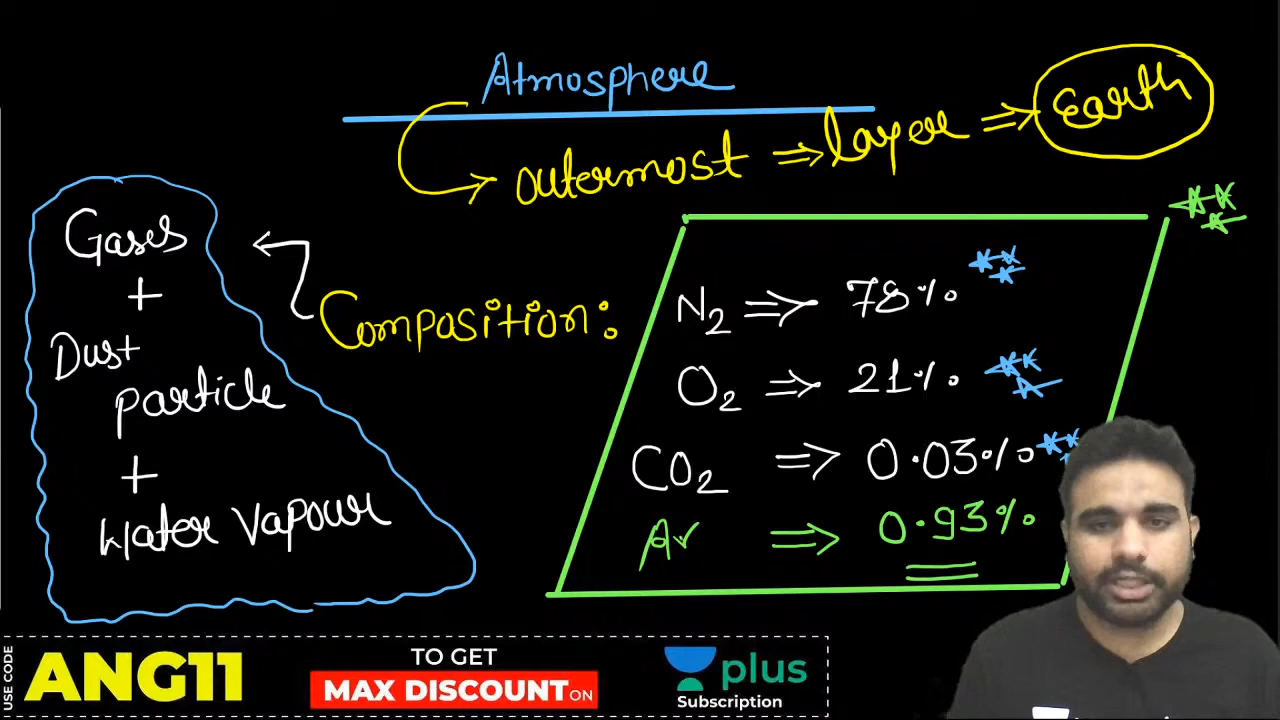 Atmosphere
outermost ⇒ layer ⇒ Earth
Gases
+
Dust
particle
+
Water Vapour
Composition:
N₂ ⇒ 78%
O₂ ⇒ 21%
CO₂ ⇒ 0.03%
Ar ⇒ 0.93%
USE CODE
ANG11
TO GET
MAX DISCOUNT ON
plus
Subscription